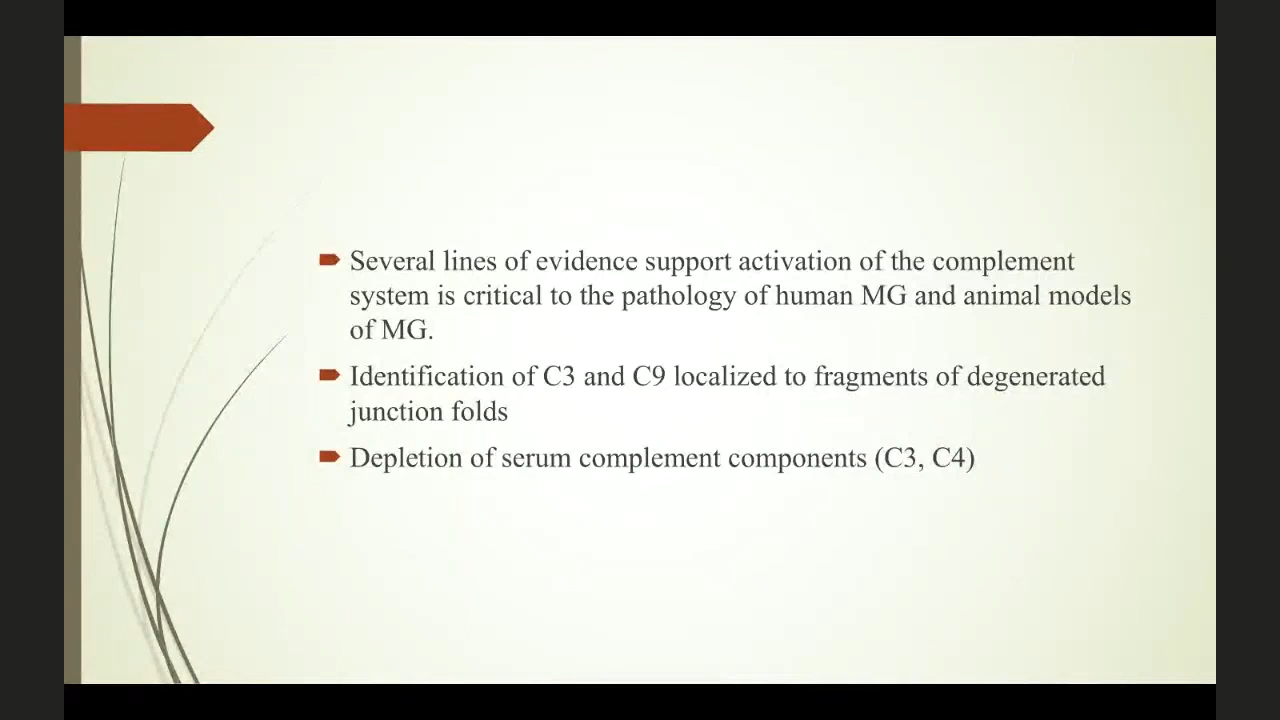 Several lines of evidence support activation of the complement
system is critical to the pathology of human MG and animal models
of MG.
Identification of C3 and C9 localized to fragments of degenerated
junction folds
Depletion of serum complement components (C3, C4)